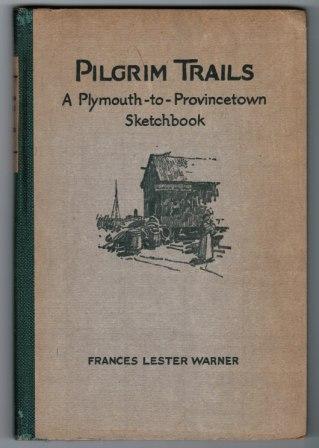 PILGRIM TRAILS
A Plymouth-to-Provincetown
Sketchbook
FRANCES LESTER WARNER